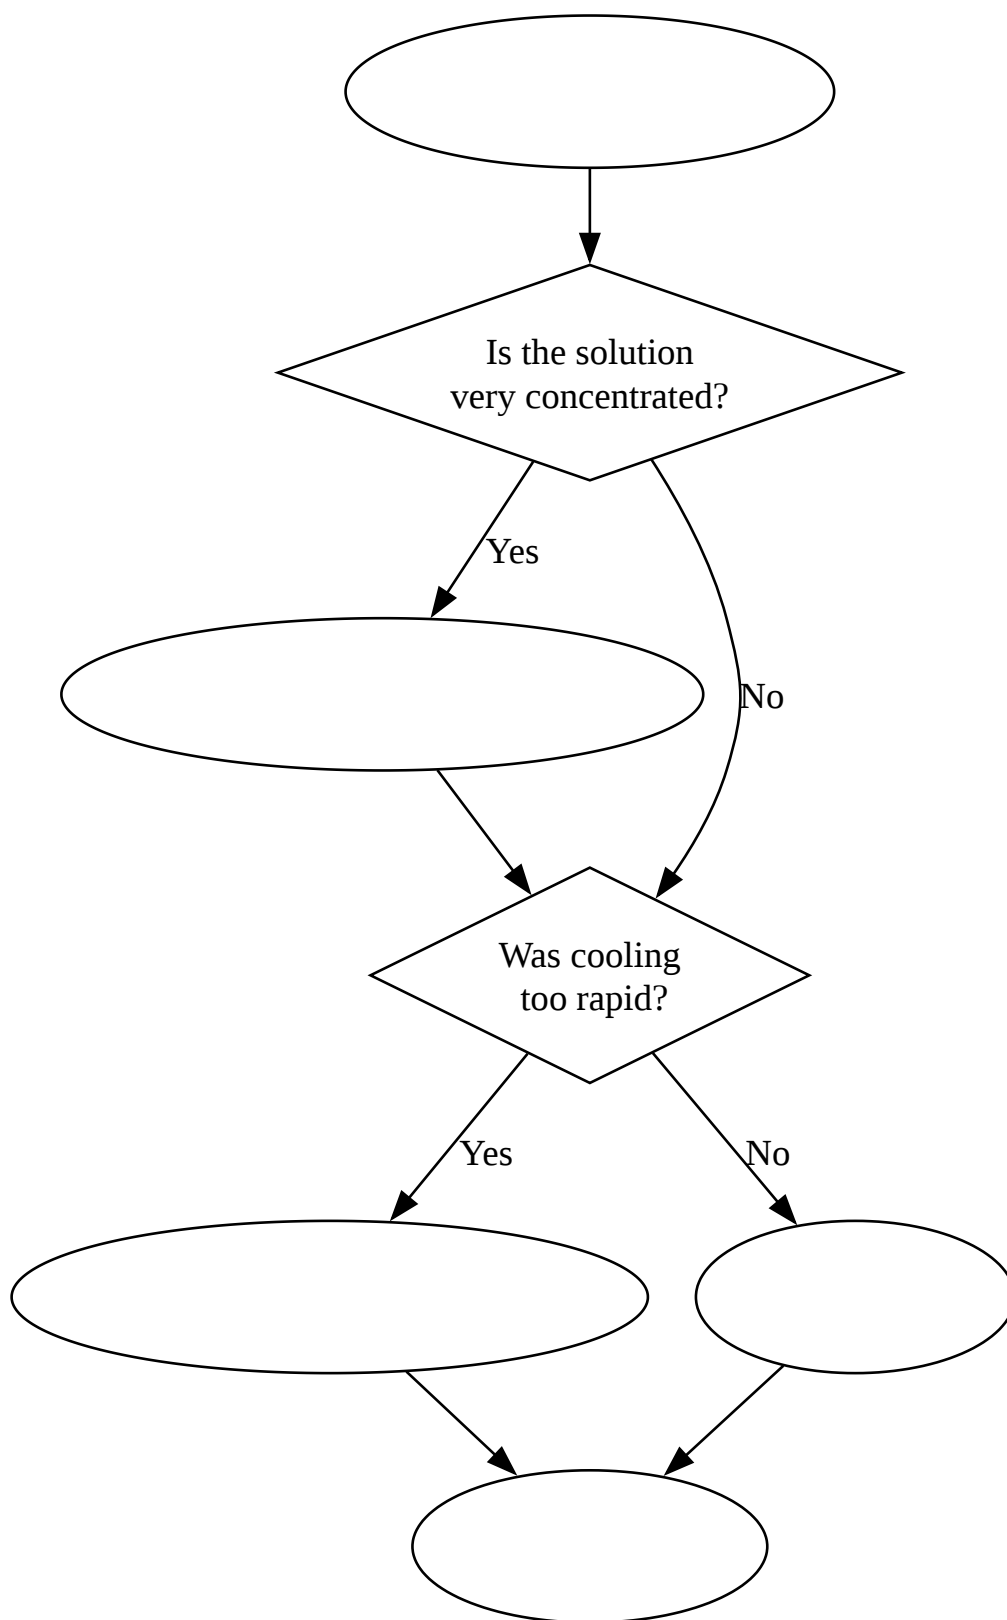 Is the solution
very concentrated?
Yes
No
Was cooling
too rapid?
Yes
No